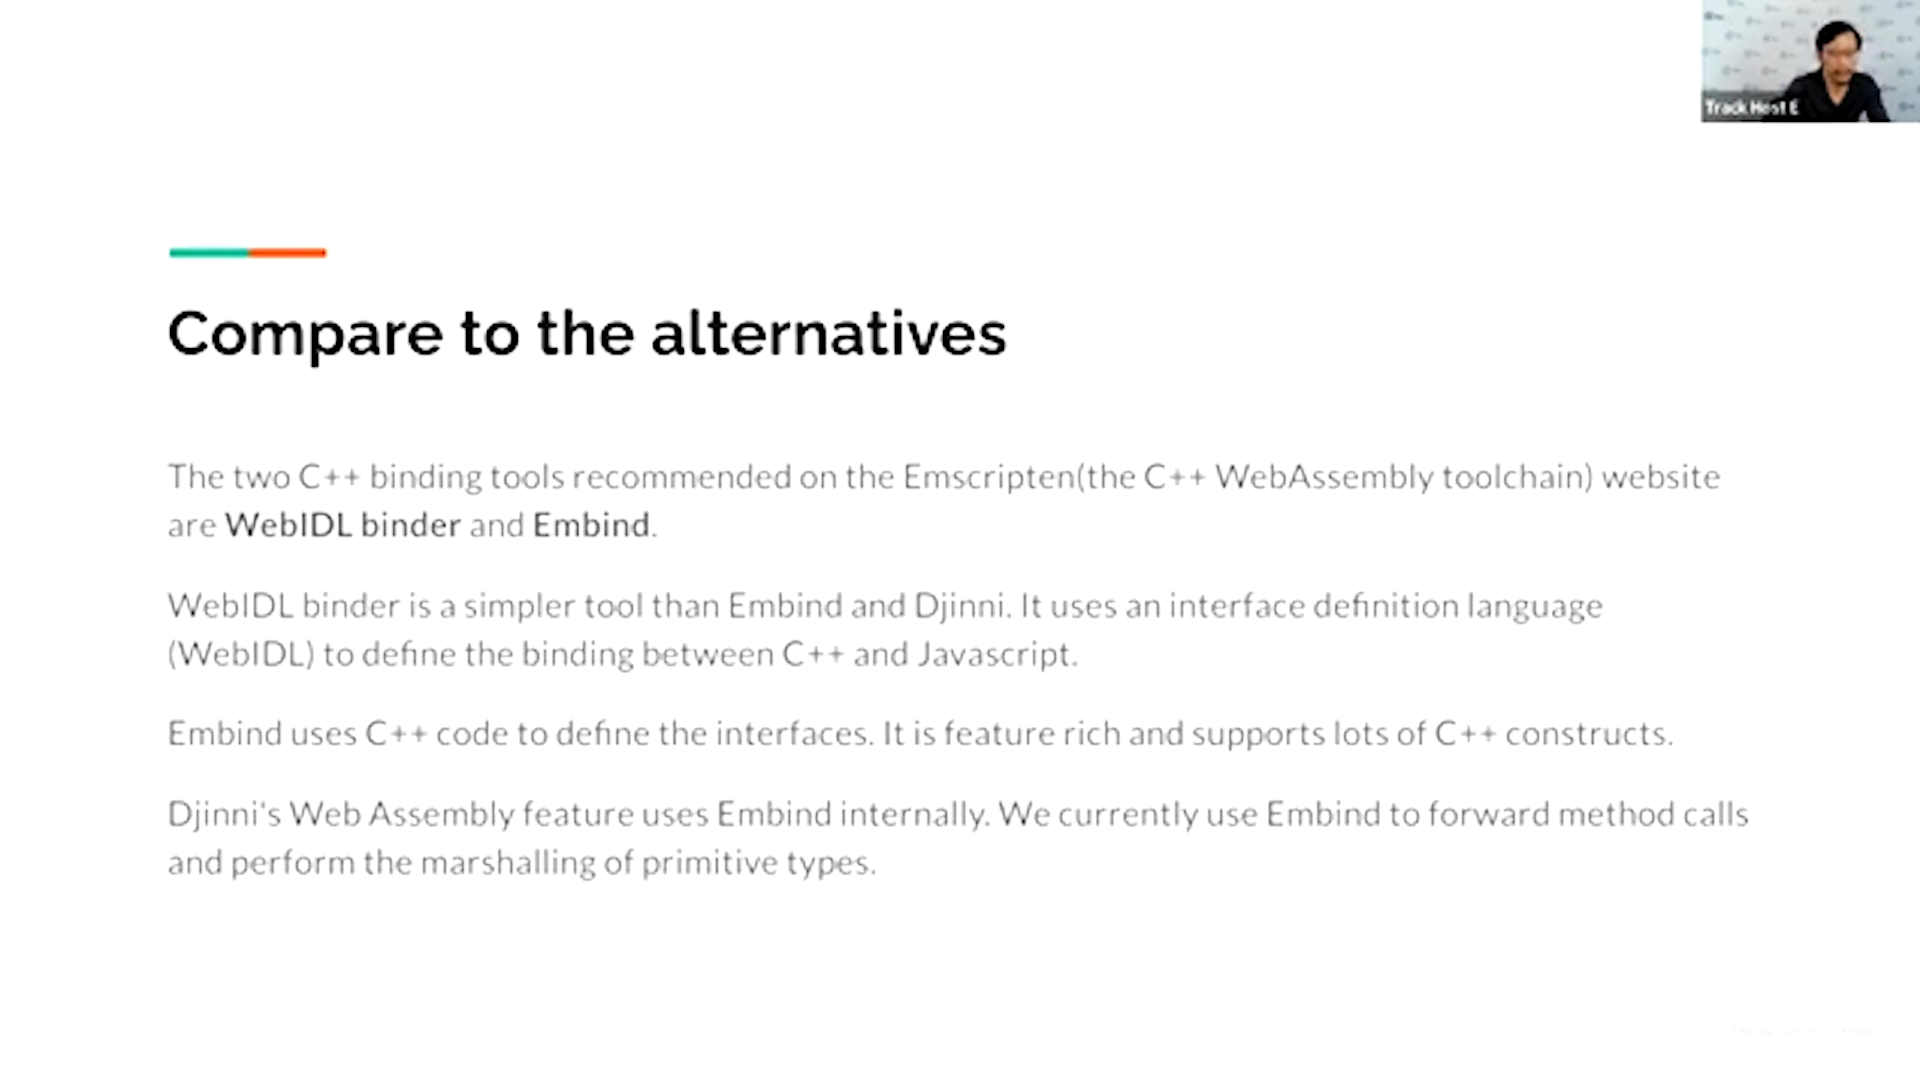 Track Host E
Compare to the alternatives
The two C++ binding tools recommended on the Emscripten(the C++ WebAssembly toolchain) website
are WebIDL binder and Embind.
WebIDL binder is a simpler tool than Embind and Djinni. It uses an interface definition language
(WebIDL) to define the binding between C++ and Javascript.
Embind uses C++ code to define the interfaces. It is feature rich and supports lots of C++ constructs.
Djinni's Web Assembly feature uses Embind internally. We currently use Embind to forward method calls
and perform the marshalling of primitive types.